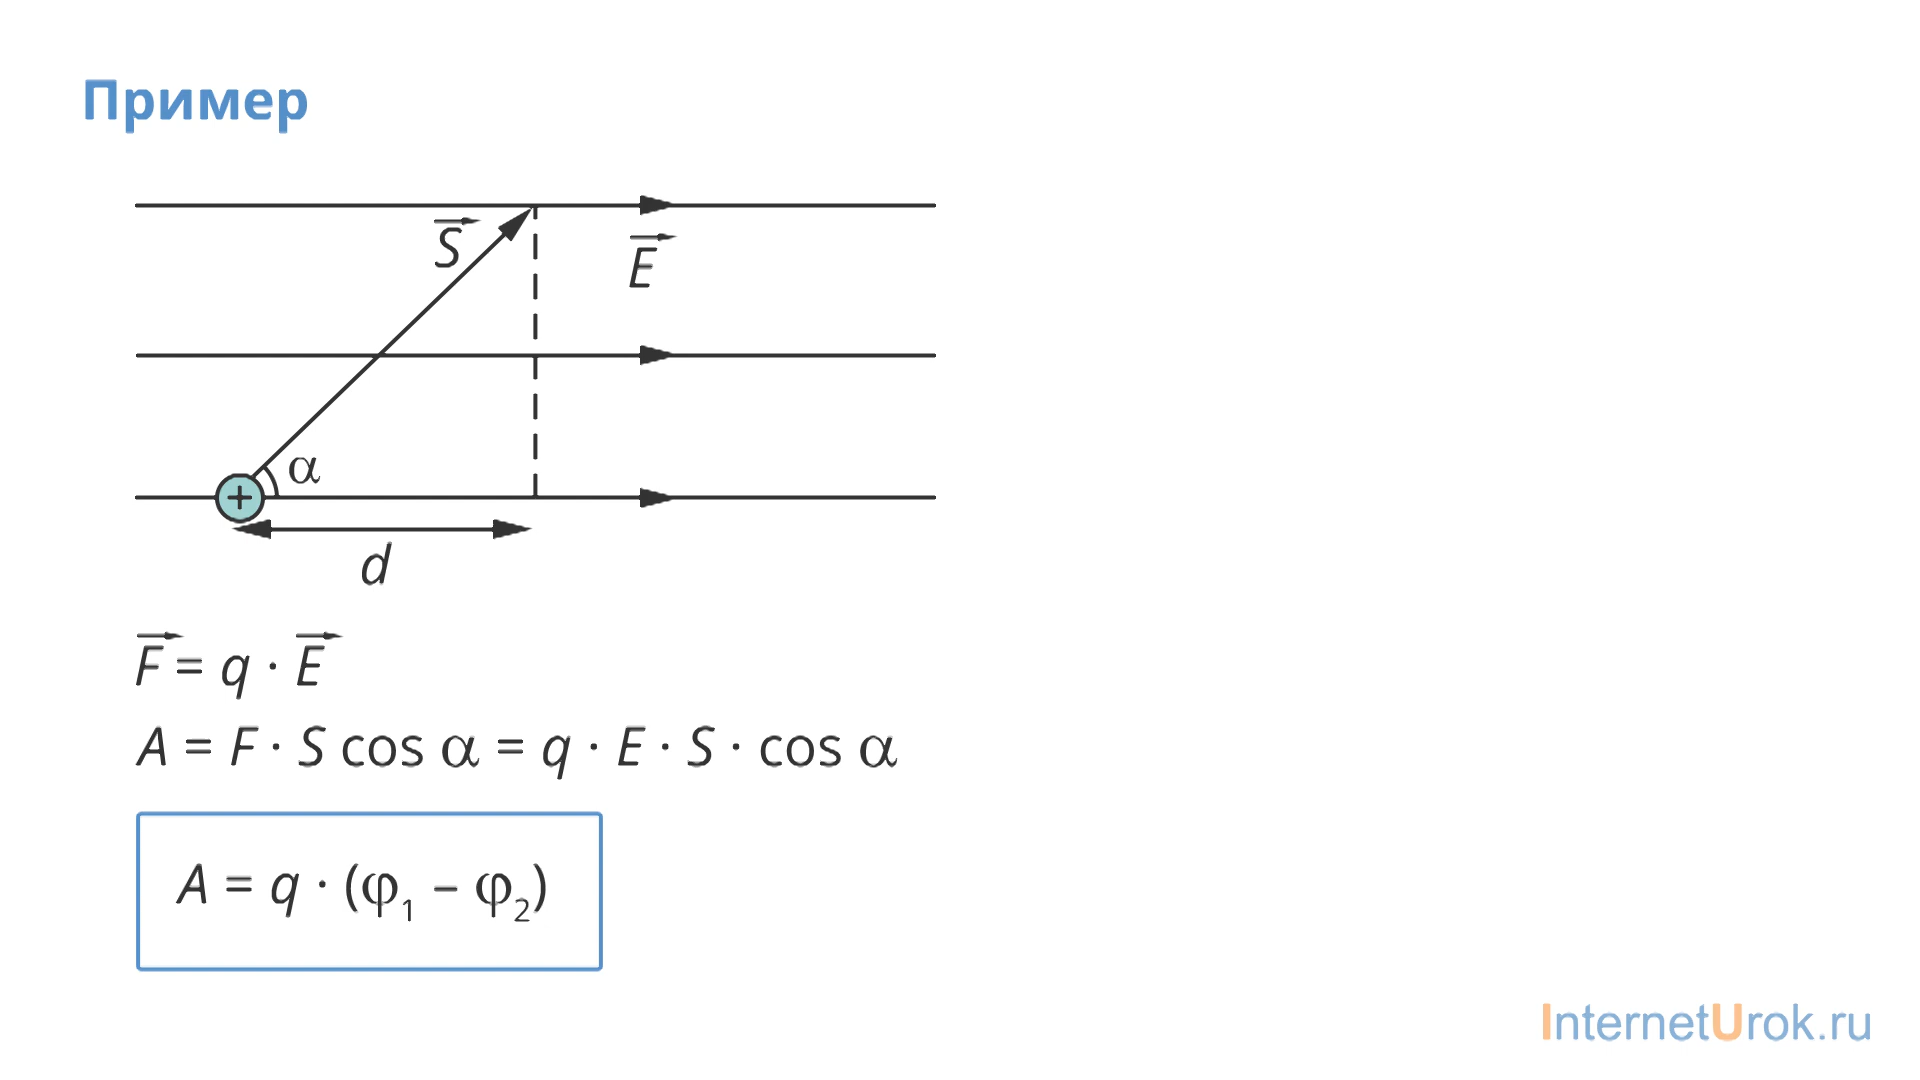 Пример
S⃗
E⃗
α
+
d
F⃗ = q · E⃗
A = F · S cos α = q · E · S · cos α
A = q · (φ₁ – φ₂)
InternetUrok.ru